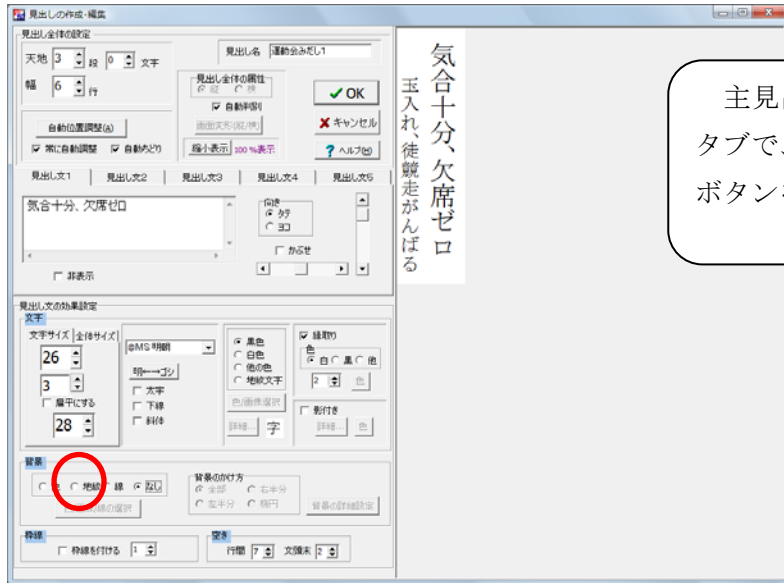 見出しの作成・編集
見出し全体の設定
天地 3 段 0 文字
幅 6 行
見出し名 運動会みだし1
見出し全体の属性
縦 横
自動判別
画面文字(縦/横)
OK
キャンセル
ヘルプ(H)
自動位置調整(A)
常に自動調整 自動ちどり
縮小表示 100 %表示
見出し文1 見出し文2 見出し文3 見出し文4 見出し文5
気合十分、欠席ゼロ
向き
タテ
ヨコ
かぶせ
非表示
見出し文の効果設定
文字
文字サイズ 全体サイズ
26
3
扁平にする
28
@MS 明朝
明←→ゴシ
太字
下線
斜体
黒色
白色
他の色
地紋文字
色/画像選択
詳細... 字
縁取り
色
白 黒 他
2 色
影付き
詳細... 色
背景
地紋 線 なし
線の選択
背景のかけ方
全部 右半分
左半分 楕円
背景の詳細設定
枠線
枠線を付ける 1
空き
行間 7 文頭末 2
気合十分、欠席ゼロ
玉入れ、徒競走がんばる
主見
タブで、
ボタンを